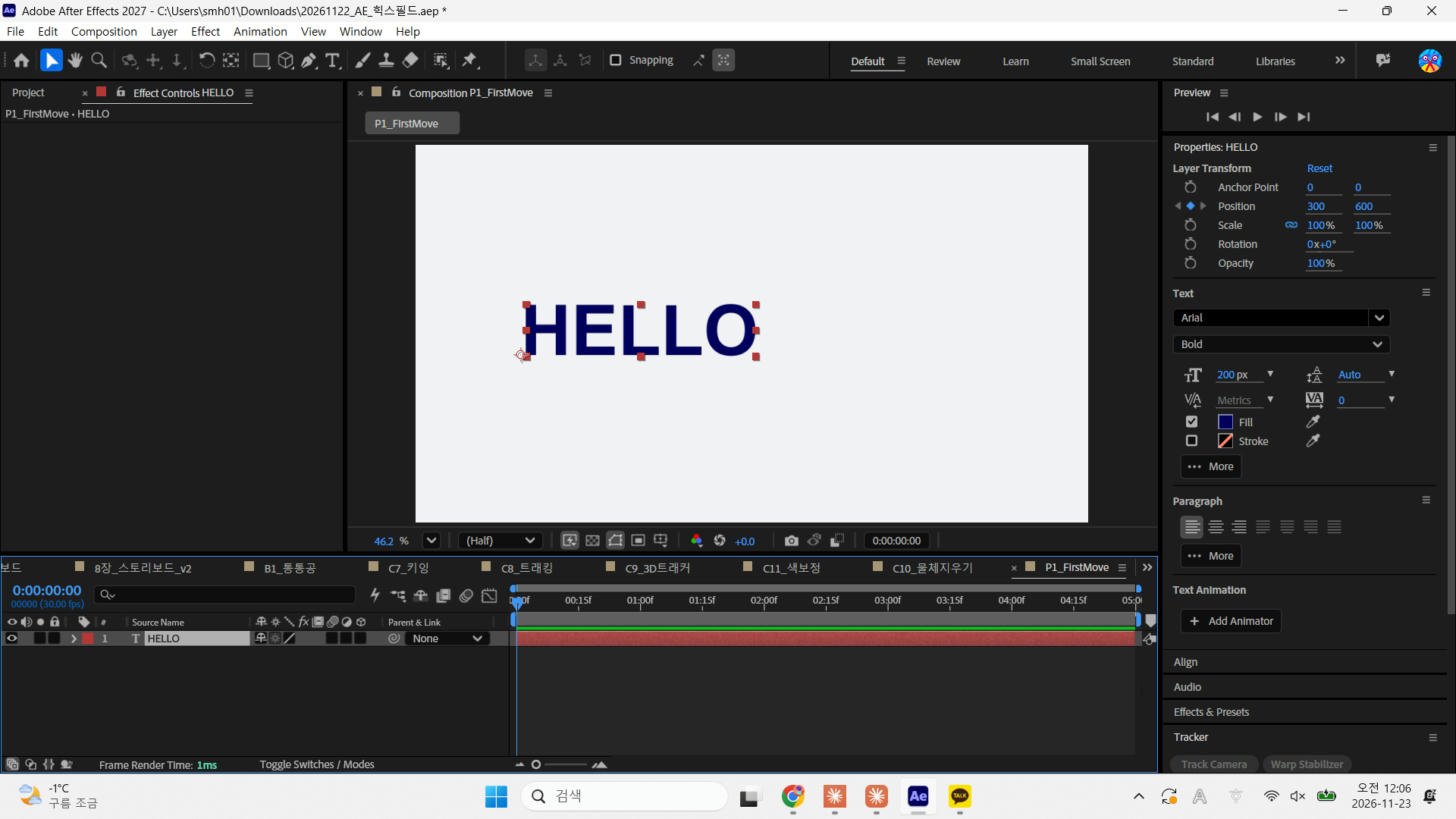 Ae Adobe After Effects 2027 - C:\Users\smh01\Downloads\20261122_AE_힉스필드.aep *
File Edit Composition Layer Effect Animation View Window Help
Snapping Default Review Learn Small Screen Standard Libraries
Project Effect Controls HELLO
Composition P1_FirstMove
Preview
P1_FirstMove • HELLO
P1_FirstMove
Properties: HELLO
Layer Transform Reset
Anchor Point 0 0
Position 300 600
Scale 100% 100%
Rotation 0x+0°
Opacity 100%
Text
Arial
Bold
200 px Auto
Metrics 0
Fill
Stroke
More
Paragraph
More
Text Animation
Add Animator
Align
Audio
Effects & Presets
Tracker
Track Camera Warp Stabilizer
HELLO
46.2 % (Half) +0.0 0:00:00:00
보드 8장_스토리보드_v2 B1_통통공 C7_키잉 C8_트래킹 C9_3D트래커 C11_색보정 C10_물체지우기 P1_FirstMove
0:00:00:00
00000 (30.00 fps)
00f 00:15f 01:00f 01:15f 02:00f 02:15f 03:00f 03:15f 04:00f 04:15f 05:0
# Source Name fx Parent & Link
1 T HELLO None
Frame Render Time: 1ms Toggle Switches / Modes
-1°C
구름 조금
검색
Ae
TALK
A
오전 12:06
2026-11-23